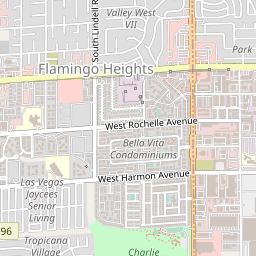 Valley West
VII
South Lindell R
Park
Flamingo Heights
West Rochelle Avenue
Bella Vita
Condominiums
West Harmon Avenue
Las Vegas
Jaycees
Senior
Living
96
Tropicana
Village
Charlie